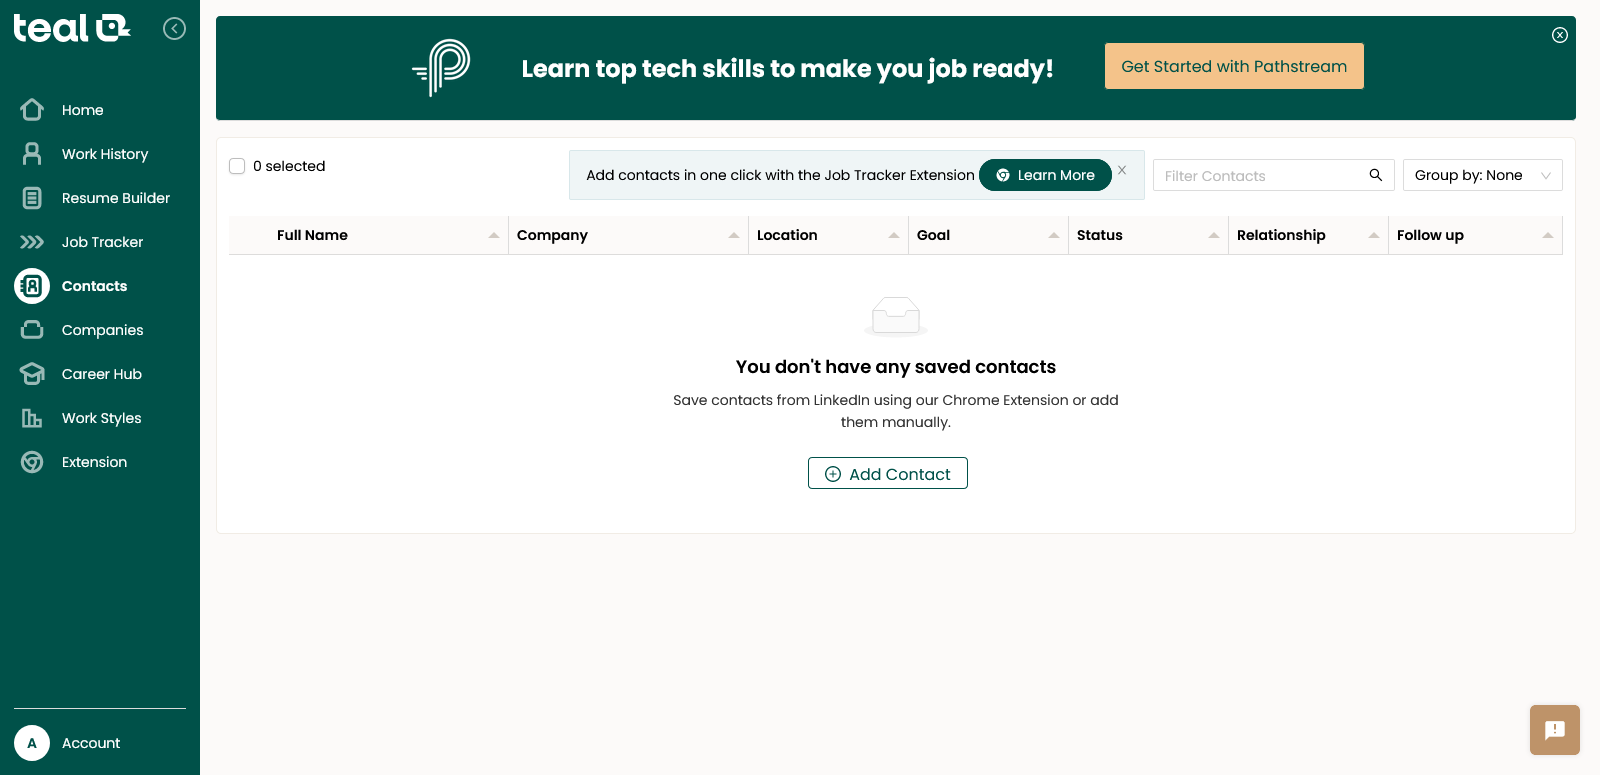 teal
Home
Work History
Resume Builder
Job Tracker
Contacts
Companies
Career Hub
Work Styles
Extension
A Account
Learn top tech skills to make you job ready!
Get Started with Pathstream
0 selected
Add contacts in one click with the Job Tracker Extension Learn More
Filter Contacts
Group by: None
Full Name Company Location Goal Status Relationship Follow up
You don't have any saved contacts
Save contacts from LinkedIn using our Chrome Extension or add
them manually.
Add Contact